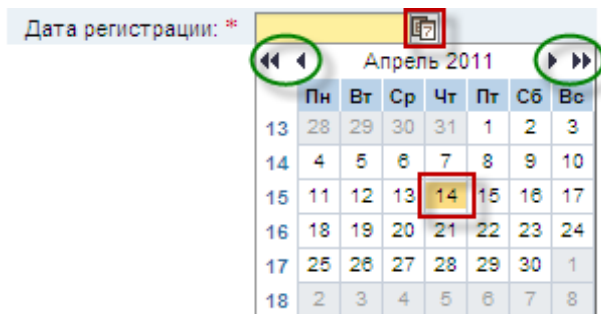 Дата регистрации: *
Апрель 2011
Пн Вт Ср Чт Пт Сб Вс
13 28 29 30 31 1 2 3
14 4 5 6 7 8 9 10
15 11 12 13 14 15 16 17
16 18 19 20 21 22 23 24
17 25 26 27 28 29 30 1
18 2 3 4 5 6 7 8